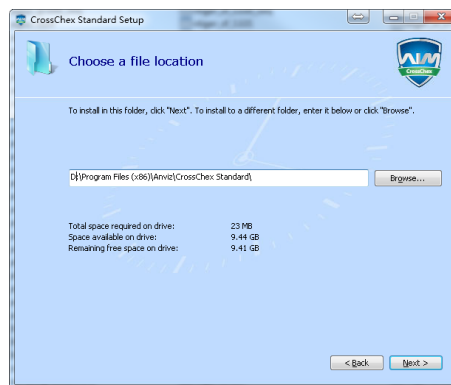 CrossChex Standard Setup
Choose a file location
AIM
CrossChex
To install in this folder, click "Next". To install to a different folder, enter it below or click "Browse".
D:\Program Files (x86)\Anviz\CrossChex Standard\
Browse...
Total space required on drive: 23 MB
Space available on drive: 9.44 GB
Remaining free space on drive: 9.41 GB
< Back
Next >